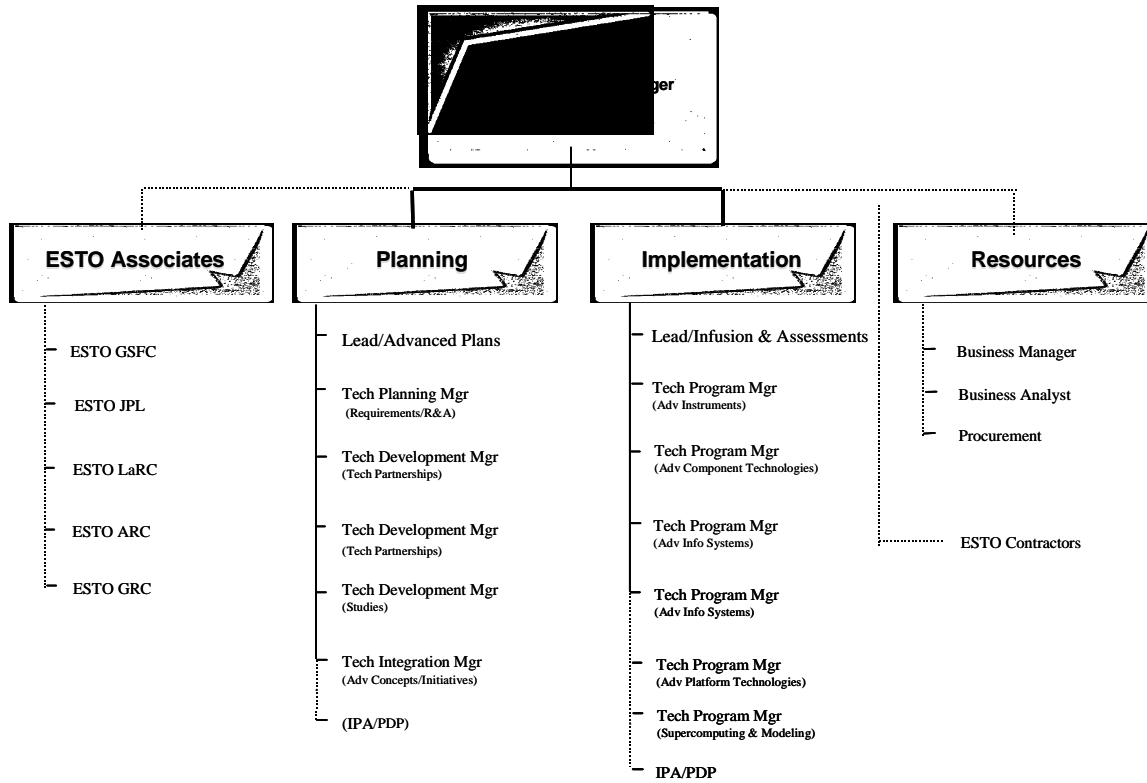 ESTO Associates
ESTO GSFC
ESTO JPL
ESTO LaRC
ESTO ARC
ESTO GRC
Planning
Lead/Advanced Plans
Tech Planning Mgr
(Requirements/R&A)
Tech Development Mgr
(Tech Partnerships)
Tech Development Mgr
(Tech Partnerships)
Tech Development Mgr
(Studies)
Tech Integration Mgr
(Adv Concepts/Initiatives)
(IPA/PDP)
Implementation
Lead/Infusion & Assessments
Tech Program Mgr
(Adv Instruments)
Tech Program Mgr
(Adv Component Technologies)
Tech Program Mgr
(Adv Info Systems)
Tech Program Mgr
(Adv Info Systems)
Tech Program Mgr
(Adv Platform Technologies)
Tech Program Mgr
(Supercomputing & Modeling)
IPA/PDP
Resources
Business Manager
Business Analyst
Procurement
ESTO Contractors